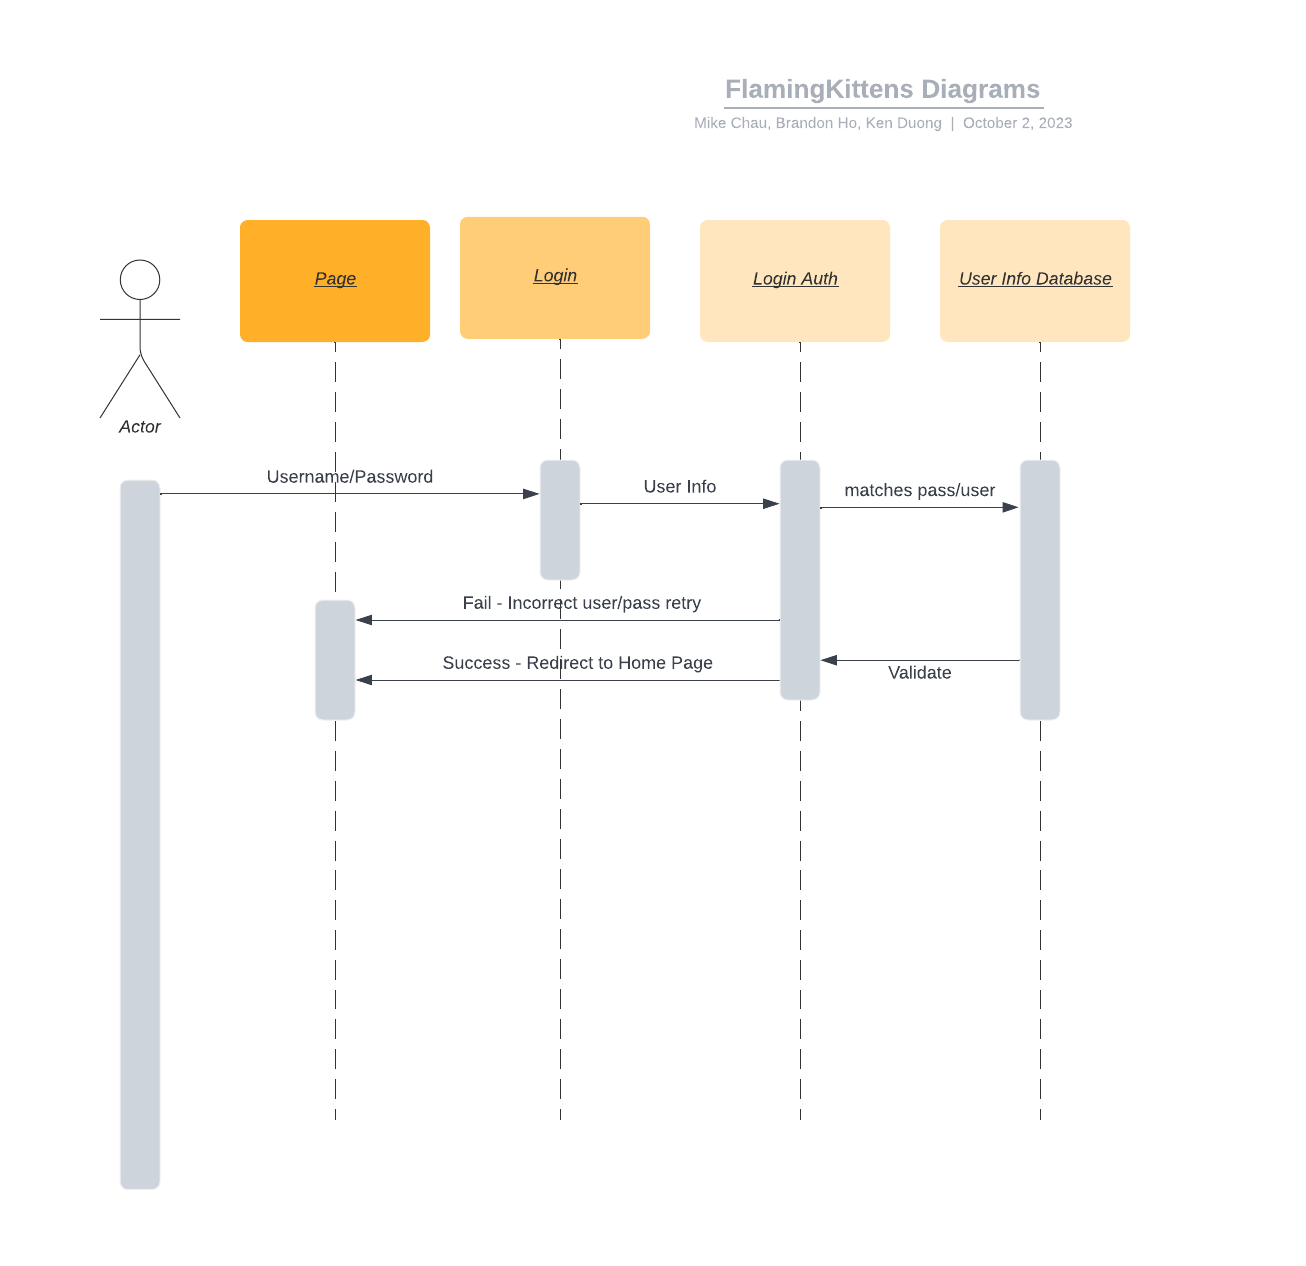 FlamingKittens Diagrams
Mike Chau, Brandon Ho, Ken Duong | October 2, 2023
Page
Login
Login Auth
User Info Database
Actor
Username/Password
User Info
matches pass/user
Fail - Incorrect user/pass retry
Success - Redirect to Home Page
Validate